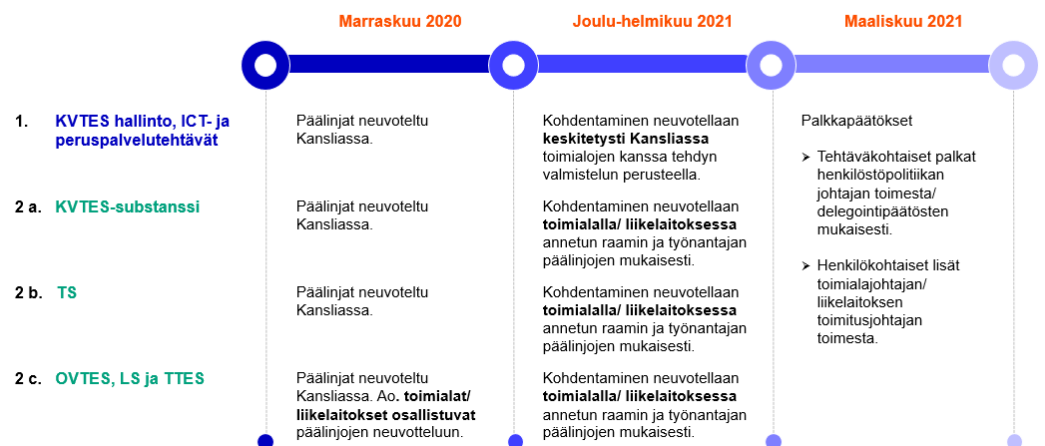 Marraskuu 2020
Joulu-helmikuu 2021
Maaliskuu 2021
1. KVTES hallinto, ICT- ja
peruspalvelutehtävät
Päälinjat neuvoteltu
Kansliassa.
Kohdentaminen neuvotellaan
keskitetysti Kansliassa
toimialojen kanssa tehdyn
valmistelun perusteella.
Palkkapäätökset
➤ Tehtäväkohtaiset palkat
henkilöstöpolitiikan
johtajan toimesta/
delegointipäätösten
mukaisesti.
➤ Henkilökohtaiset lisät
toimialajohtajan/
liikelaitoksen
toimitusjohtajan
toimesta.
2 a. KVTES-substanssi
Päälinjat neuvoteltu
Kansliassa.
Kohdentaminen neuvotellaan
toimialalla/ liikelaitoksessa
annetun raamin ja työnantajan
päälinjojen mukaisesti.
2 b. TS
Päälinjat neuvoteltu
Kansliassa.
Kohdentaminen neuvotellaan
toimialalla/ liikelaitoksessa
annetun raamin ja työnantajan
päälinjojen mukaisesti.
2 c. OVTES, LS ja TTES
Päälinjat neuvoteltu
Kansliassa. Ao. toimialat/
liikelaitokset osallistuvat
päälinjojen neuvotteluun.
Kohdentaminen neuvotellaan
toimialalla/ liikelaitoksessa
annetun raamin ja työnantajan
päälinjojen mukaisesti.